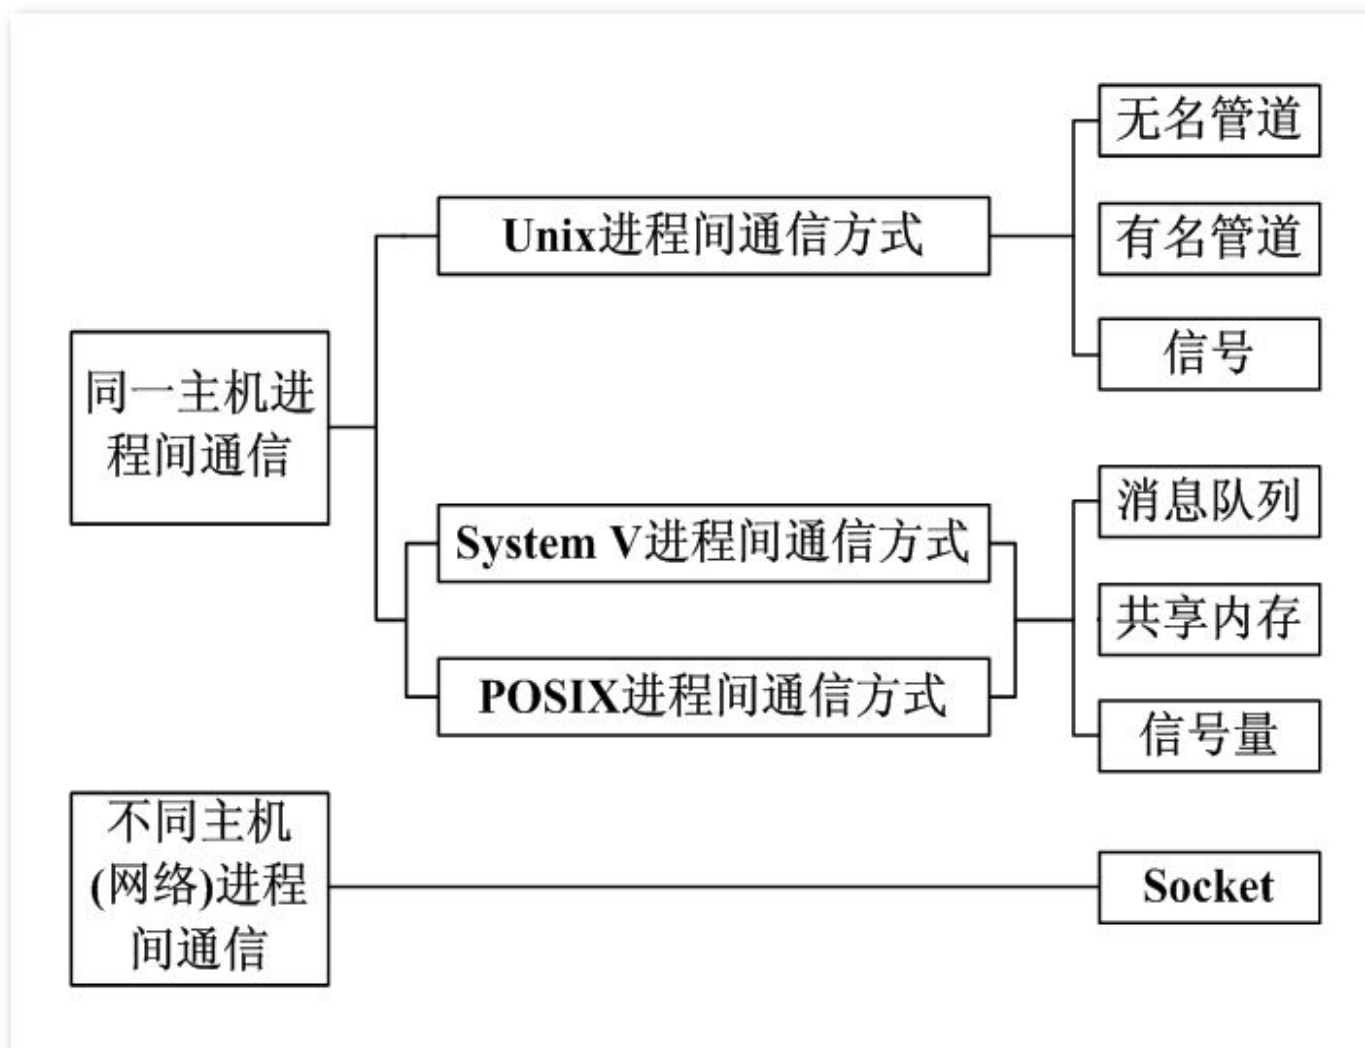 同一主机进
程间通信
Unix进程间通信方式
无名管道
有名管道
信号
System V进程间通信方式
POSIX进程间通信方式
消息队列
共享内存
信号量
不同主机
(网络)进程
间通信
Socket